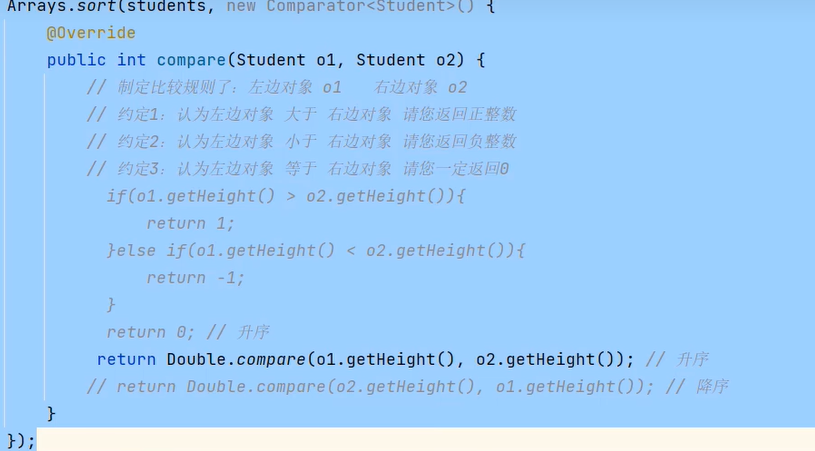 Arrays.sort(students, new Comparator<Student>() {
@Override
public int compare(Student o1, Student o2) {
// 制定比较规则了：左边对象 o1 右边对象 o2
// 约定1：认为左边对象 大于 右边对象 请您返回正整数
// 约定2：认为左边对象 小于 右边对象 请您返回负整数
// 约定3：认为左边对象 等于 右边对象 请您一定返回0
if(o1.getHeight() > o2.getHeight()){
return 1;
}else if(o1.getHeight() < o2.getHeight()){
return -1;
}
return 0; // 升序
return Double.compare(o1.getHeight(), o2.getHeight()); // 升序
// return Double.compare(o2.getHeight(), o1.getHeight()); // 降序
}
});